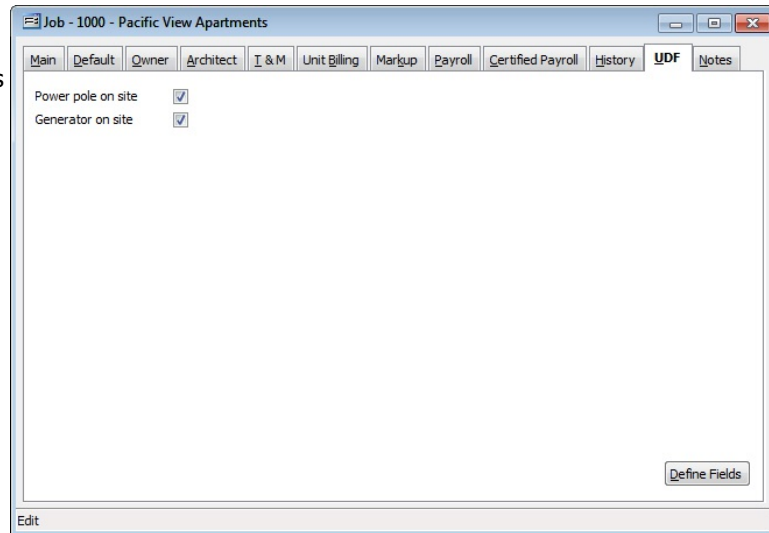 Job - 1000 - Pacific View Apartments
Main Default Owner Architect T & M Unit Billing Markup Payroll Certified Payroll History UDF Notes
s
Power pole on site
Generator on site
Define Fields
Edit